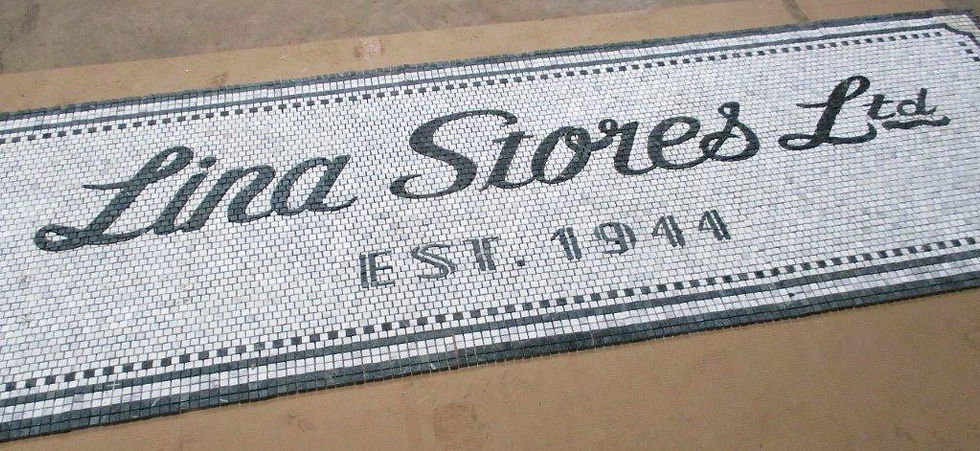 Lina Stores Ltd
EST. 1944